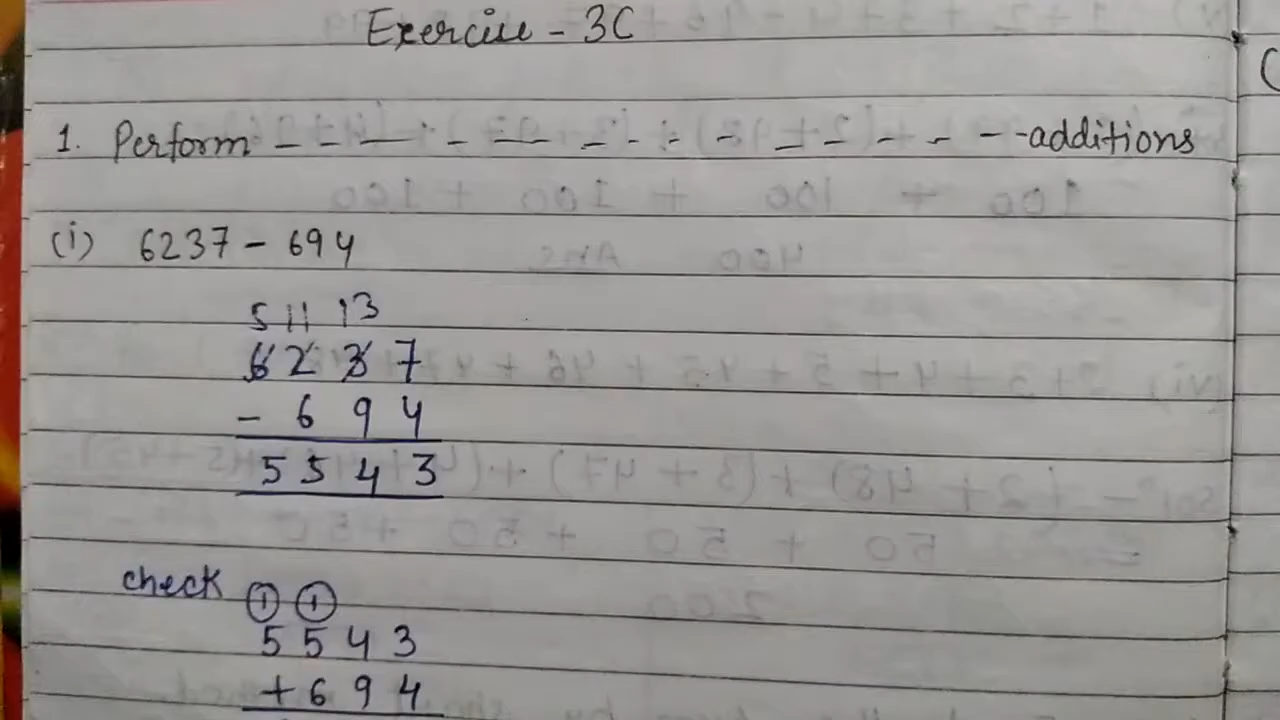 Exercise - 3C
1. Perform - - — - — - - - - - - - - - - additions
(i) 6237 - 694
5 11 13
6 2 3 7
- 6 9 4
5 5 4 3
check 1 1
5 5 4 3
+ 6 9 4